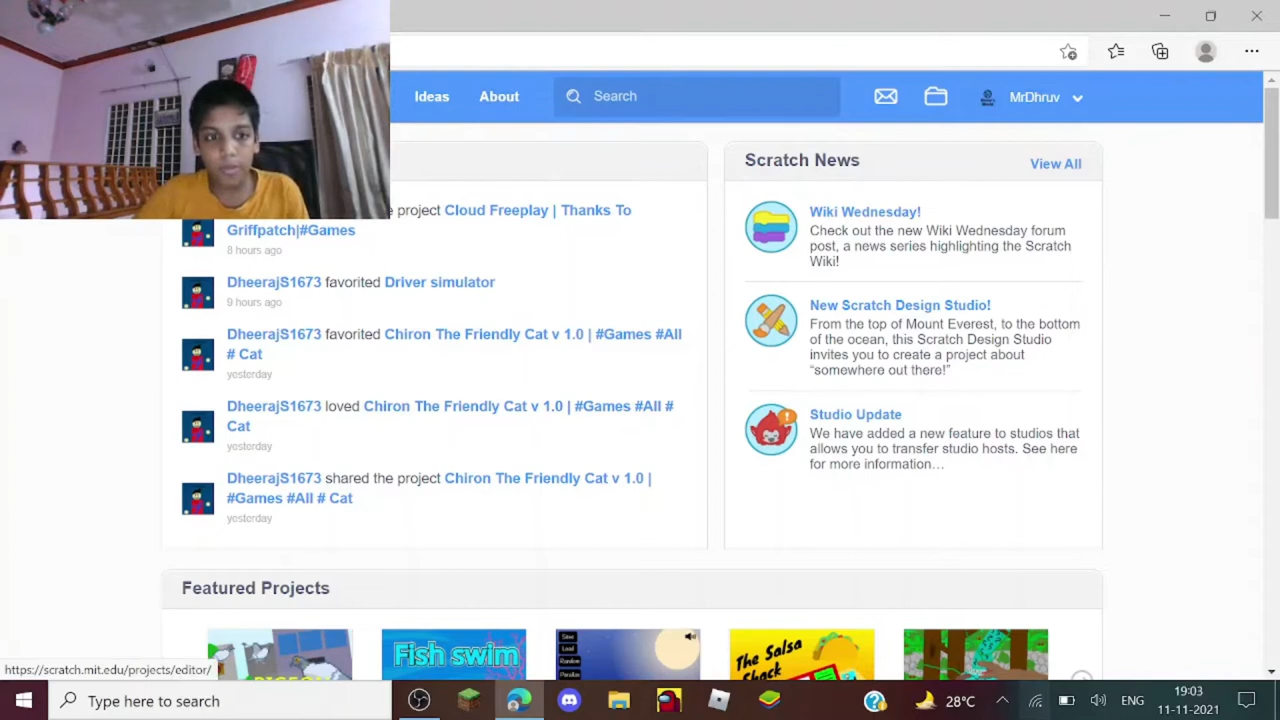 Ideas About Search MrDhruv
Scratch News View All
e project Cloud Freeplay | Thanks To
Griffpatch|#Games
8 hours ago
DheerajS1673 favorited Driver simulator
9 hours ago
DheerajS1673 favorited Chiron The Friendly Cat v 1.0 | #Games #All
# Cat
yesterday
DheerajS1673 loved Chiron The Friendly Cat v 1.0 | #Games #All #
Cat
yesterday
DheerajS1673 shared the project Chiron The Friendly Cat v 1.0 |
#Games #All # Cat
yesterday
Wiki Wednesday!
Check out the new Wiki Wednesday forum
post, a news series highlighting the Scratch
Wiki!
New Scratch Design Studio!
From the top of Mount Everest, to the bottom
of the ocean, this Scratch Design Studio
invites you to create a project about
“somewhere out there!”
Studio Update
We have added a new feature to studios that
allows you to transfer studio hosts. See here
for more information…
Featured Projects
Fish swim
Save
Load
Random
The Salsa
Shack
https://scratch.mit.edu/projects/editor/
Type here to search
28°C
ENG
19:03
11-11-2021